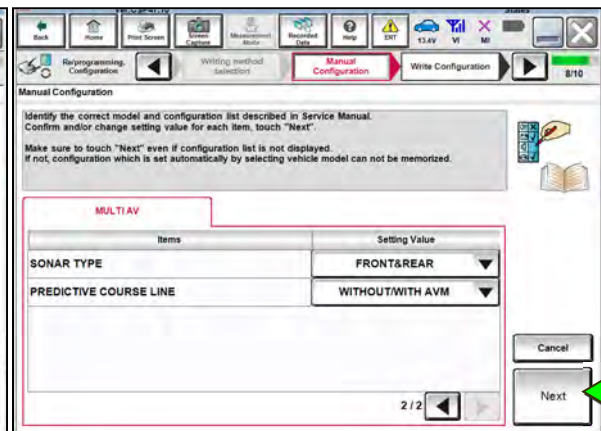 Back
Home
Print Screen
Screen Capture
Measurement Mode
Recorded Data
Help
ERT
13.4V
VI
MI
Reprogramming, Configuration
Writing method selection
Manual Configuration
Write Configuration
8/10
Manual Configuration
Identify the correct model and configuration list described in Service Manual.
Confirm and/or change setting value for each item, touch "Next".
Make sure to touch "Next" even if configuration list is not displayed.
If not, configuration which is set automatically by selecting vehicle model can not be memorized.
MULTI AV
Items
Setting Value
SONAR TYPE
FRONT&REAR
PREDICTIVE COURSE LINE
WITHOUT/WITH AVM
Cancel
Next
2/2